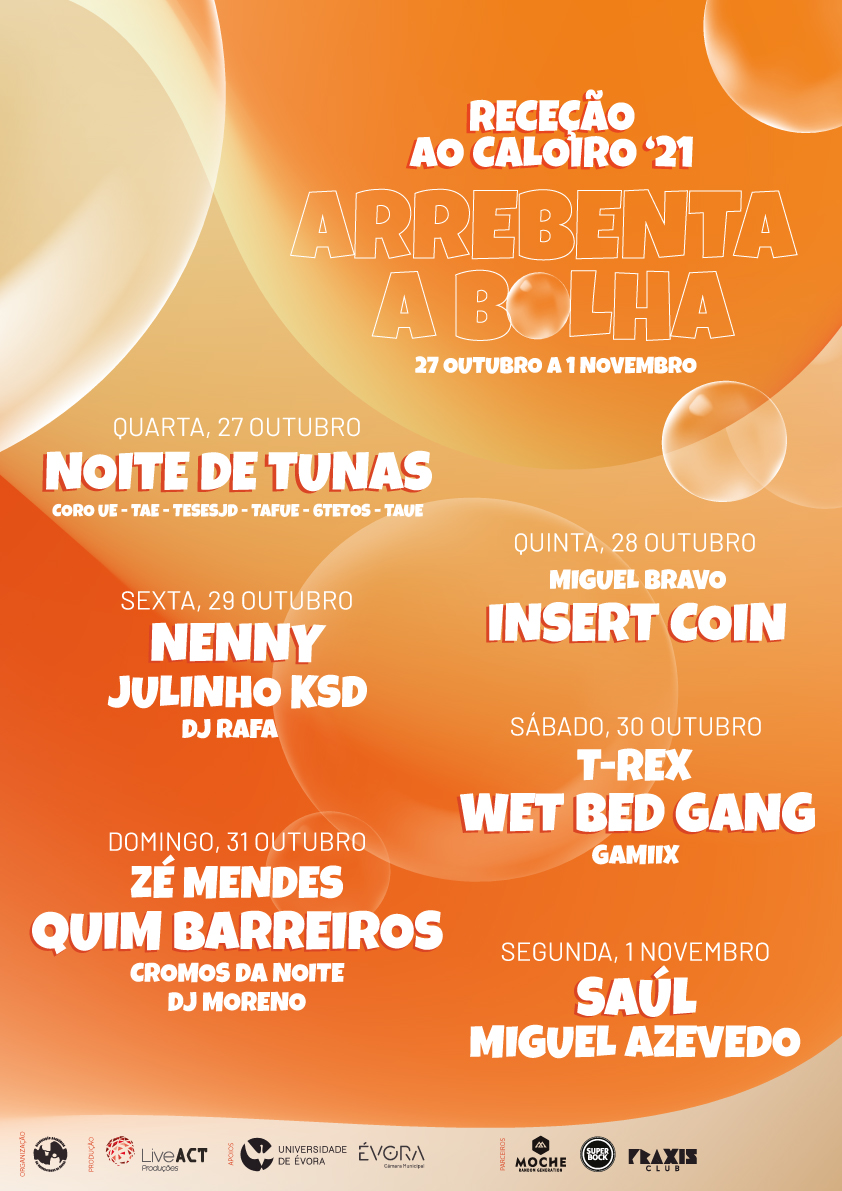 RECEÇÃO
AO CALOIRO ‘21
ARREBENTA
A BOLHA
27 OUTUBRO A 1 NOVEMBRO
QUARTA, 27 OUTUBRO
NOITE DE TUNAS
CORO UE - TAE - TESESJD - TAFUE - 6TETOS - TAUE
QUINTA, 28 OUTUBRO
MIGUEL BRAVO
INSERT COIN
SEXTA, 29 OUTUBRO
NENNY
JULINHO KSD
DJ RAFA
SÁBADO, 30 OUTUBRO
T-REX
WET BED GANG
GAMIIX
DOMINGO, 31 OUTUBRO
ZÉ MENDES
QUIM BARREIROS
CROMOS DA NOITE
DJ MORENO
SEGUNDA, 1 NOVEMBRO
SAÚL
MIGUEL AZEVEDO
ORGANIZAÇÃO
PRODUÇÃO
LiveACT
Produções
APOIOS
UNIVERSIDADE
DE ÉVORA
ÉVORA
Câmara Municipal
PARCEIROS
MOCHE
RANDOM GENERATION
SUPER
BOCK
PRAXIS
CLUB